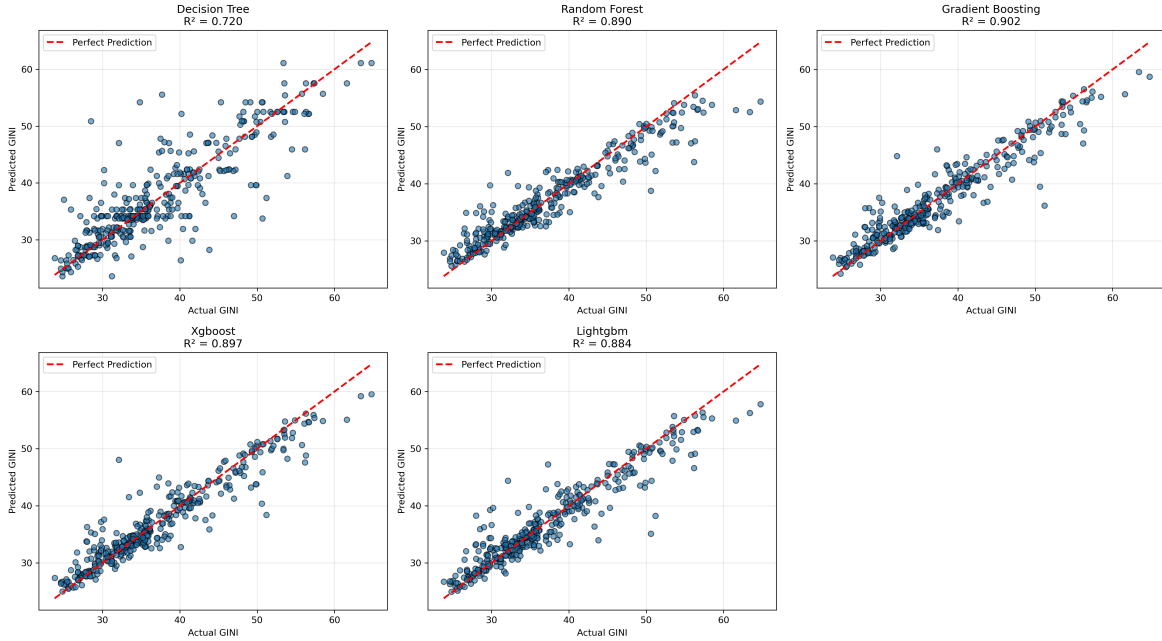 Decision Tree
R² = 0.720
Perfect Prediction
Predicted GINI
60
50
40
30
30 40 50 60
Actual GINI
Random Forest
R² = 0.890
Perfect Prediction
Predicted GINI
60
50
40
30
30 40 50 60
Actual GINI
Gradient Boosting
R² = 0.902
Perfect Prediction
Predicted GINI
60
50
40
30
30 40 50 60
Actual GINI
Xgboost
R² = 0.897
Perfect Prediction
Predicted GINI
60
50
40
30
30 40 50 60
Actual GINI
Lightgbm
R² = 0.884
Perfect Prediction
Predicted GINI
60
50
40
30
30 40 50 60
Actual GINI